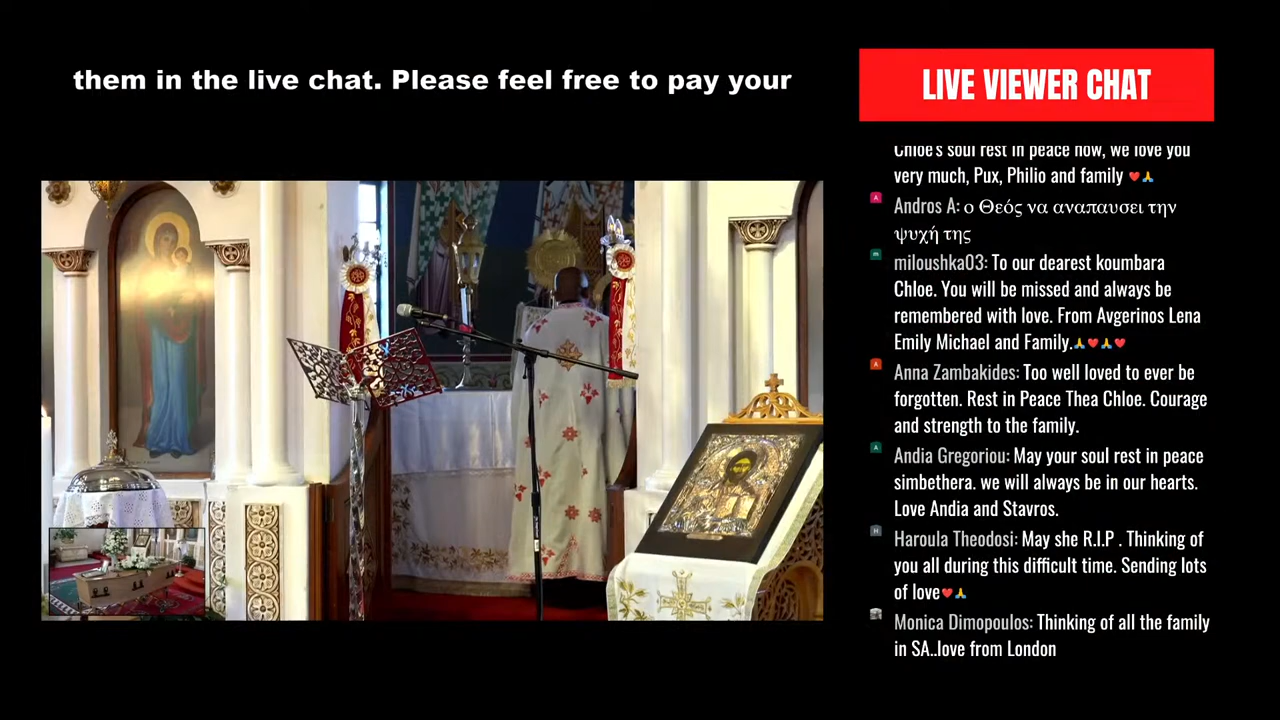 them in the live chat. Please feel free to pay your
LIVE VIEWER CHAT
Chloe's soul rest in peace now, we love you
very much, Pux, Philio and family ❤️🙏
Andros A: ο Θεός να αναπαυσει την
ψυχή της
miloushka03: To our dearest koumbara
Chloe. You will be missed and always be
remembered with love. From Avgerinos Lena
Emily Michael and Family.🙏❤️🙏❤️
Anna Zambakides: Too well loved to ever be
forgotten. Rest in Peace Thea Chloe. Courage
and strength to the family.
Andia Gregoriou: May your soul rest in peace
simbethera. we will always be in our hearts.
Love Andia and Stavros.
Haroula Theodosi: May she R.I.P . Thinking of
you all during this difficult time. Sending lots
of love❤️🙏
Monica Dimopoulos: Thinking of all the family
in SA..love from London